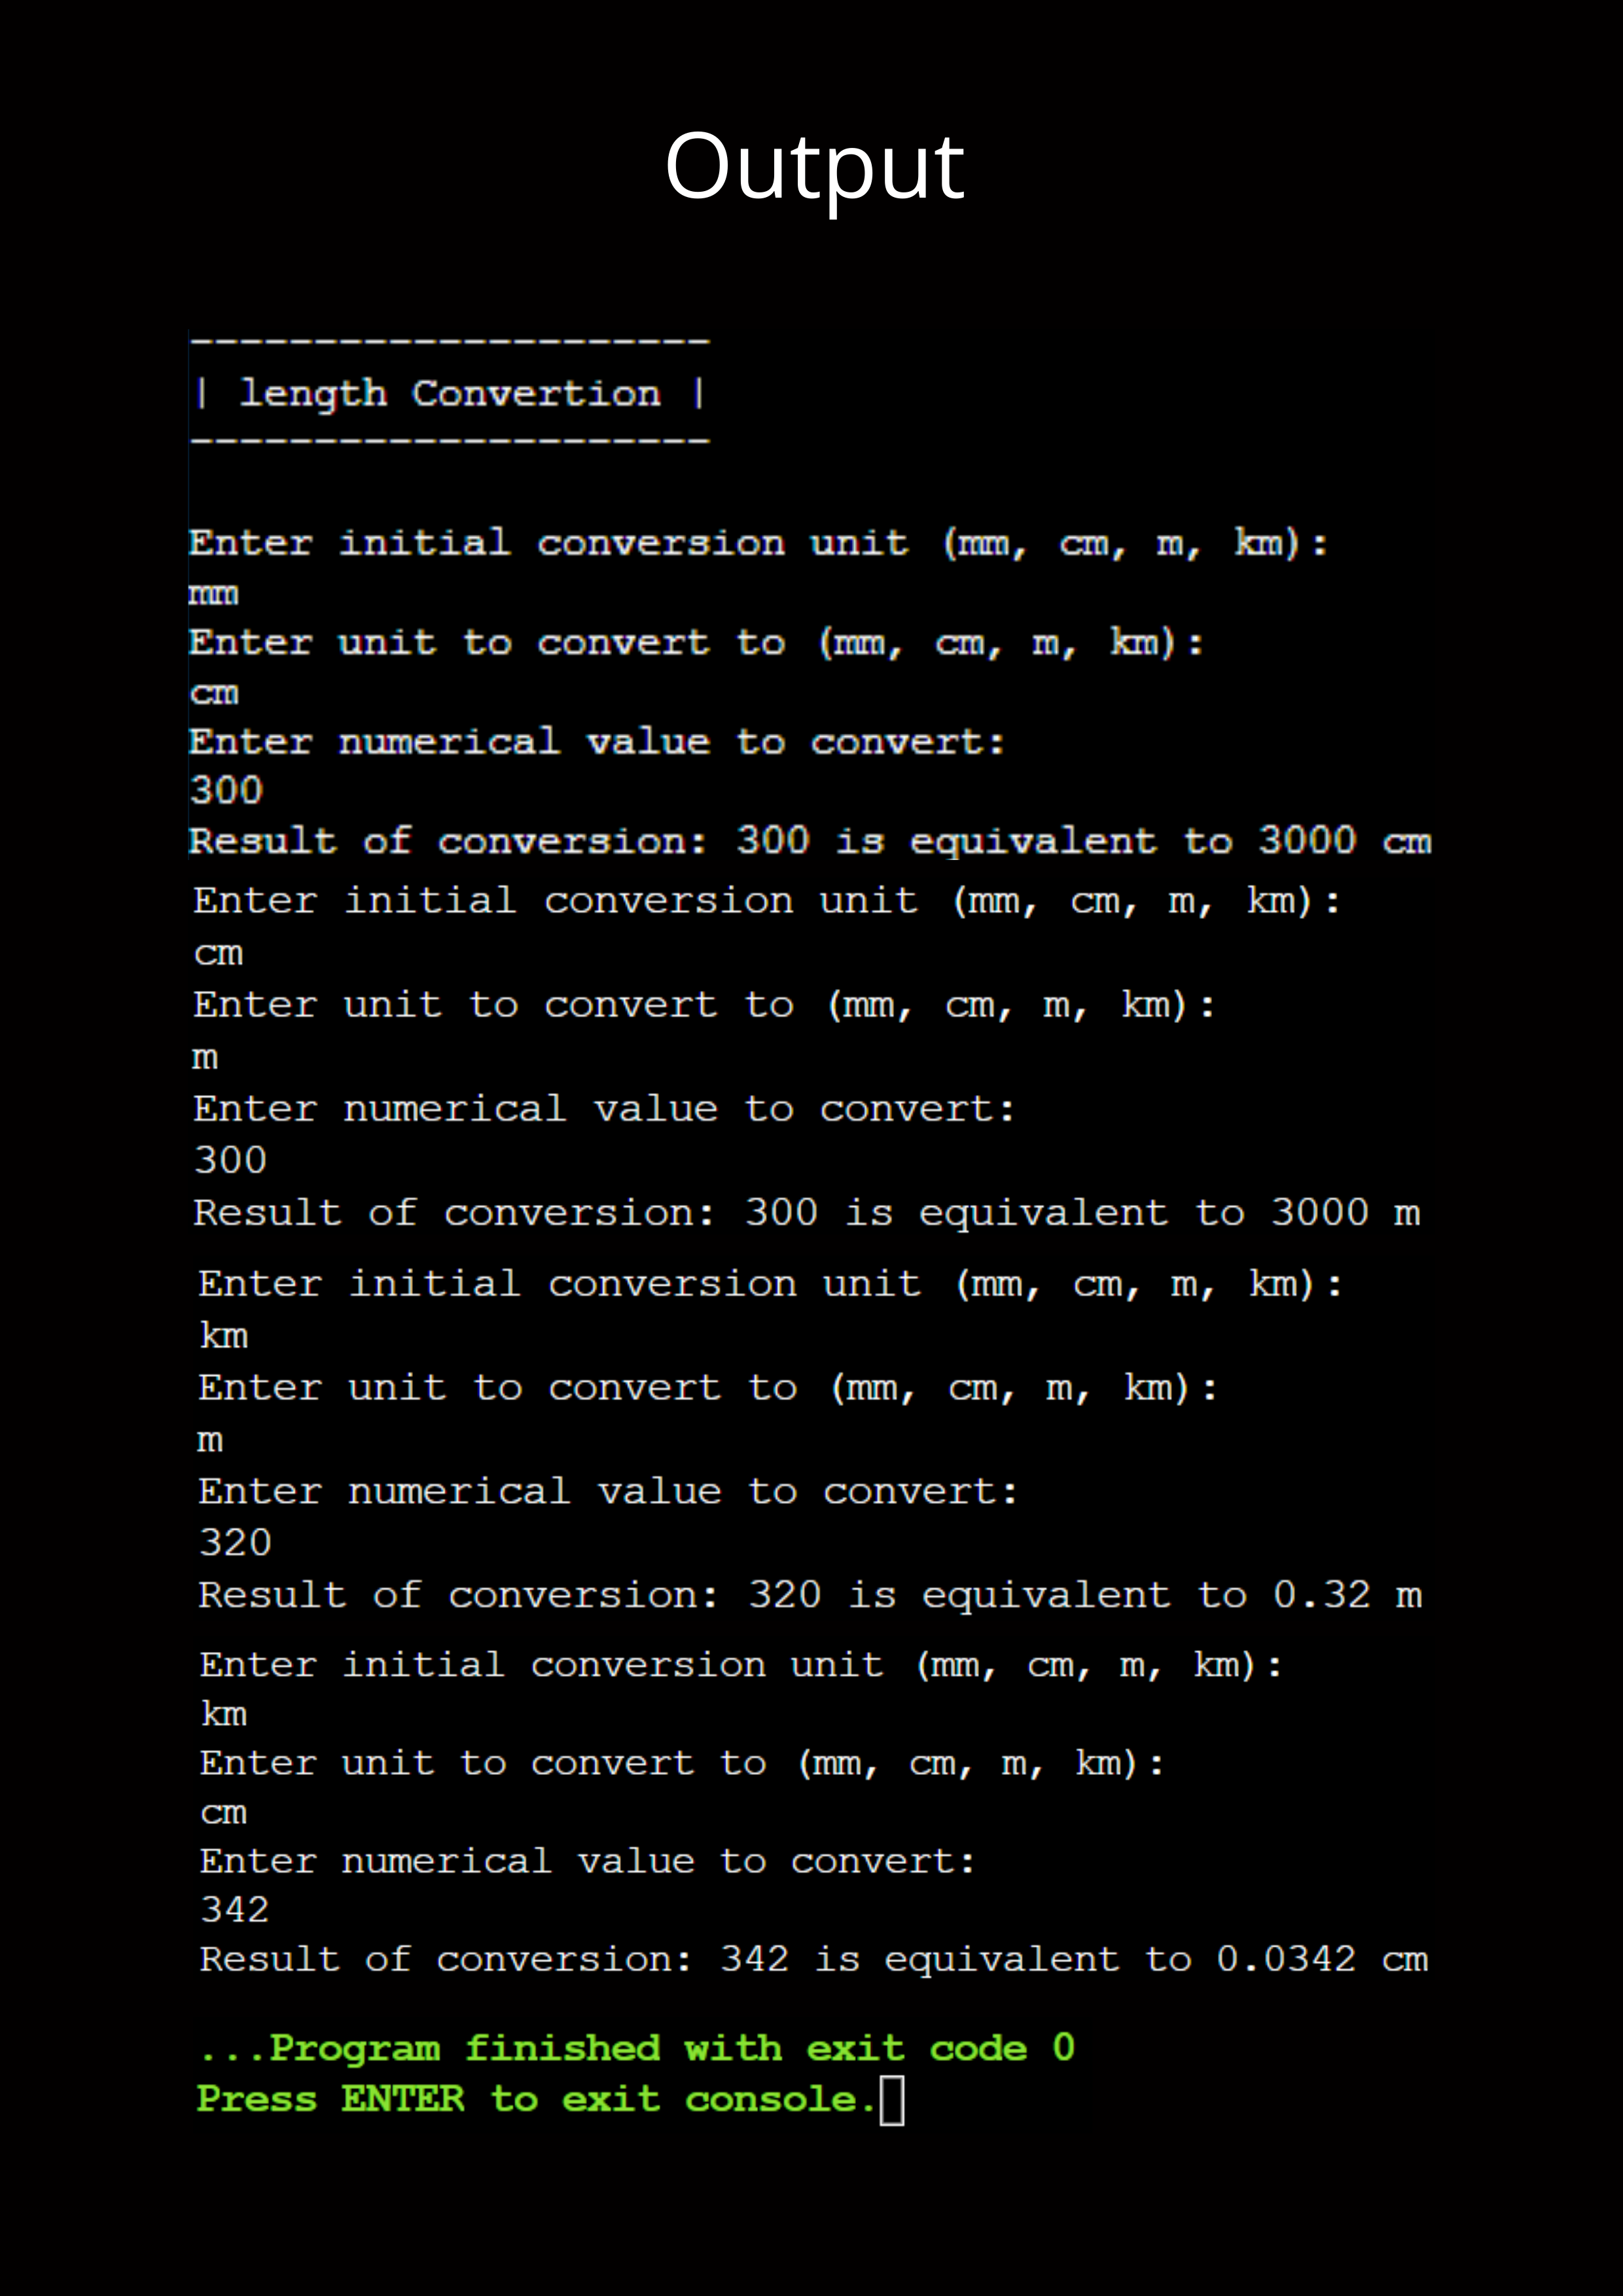 Output
---------------------
| length Convertion |
---------------------
Enter initial conversion unit (mm, cm, m, km):
mm
Enter unit to convert to (mm, cm, m, km):
cm
Enter numerical value to convert:
300
Result of conversion: 300 is equivalent to 3000 cm
Enter initial conversion unit (mm, cm, m, km):
cm
Enter unit to convert to (mm, cm, m, km):
m
Enter numerical value to convert:
300
Result of conversion: 300 is equivalent to 3000 m
Enter initial conversion unit (mm, cm, m, km):
km
Enter unit to convert to (mm, cm, m, km):
m
Enter numerical value to convert:
320
Result of conversion: 320 is equivalent to 0.32 m
Enter initial conversion unit (mm, cm, m, km):
km
Enter unit to convert to (mm, cm, m, km):
cm
Enter numerical value to convert:
342
Result of conversion: 342 is equivalent to 0.0342 cm
...Program finished with exit code 0
Press ENTER to exit console.